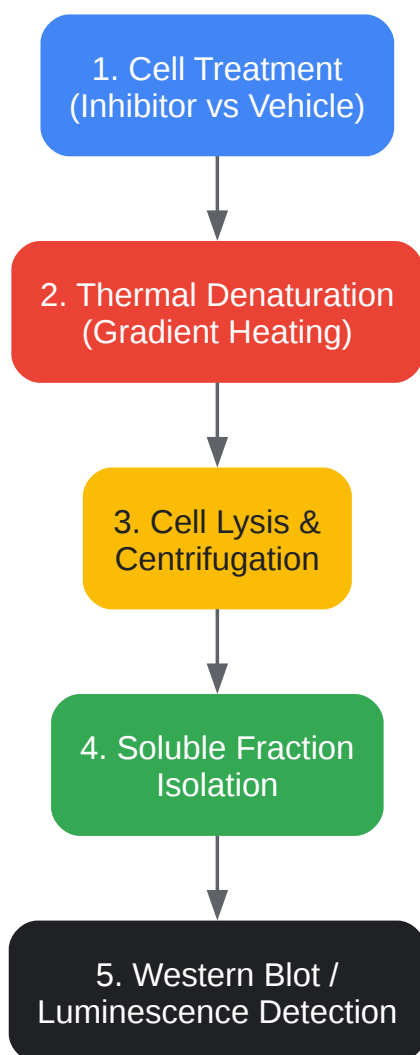 1. Cell Treatment
(Inhibitor vs Vehicle)
2. Thermal Denaturation
(Gradient Heating)
3. Cell Lysis &
Centrifugation
4. Soluble Fraction
Isolation
5. Western Blot /
Luminescence Detection